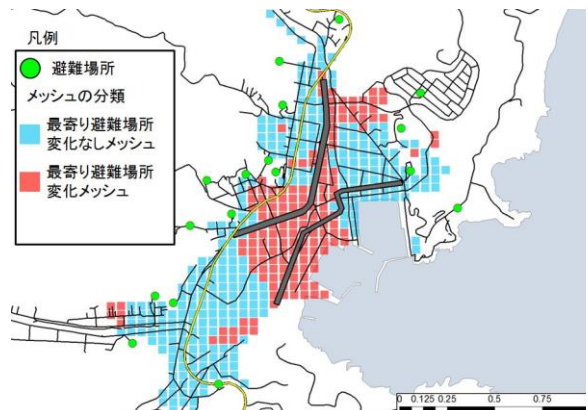 凡例
避難場所
メッシュの分類
最寄り避難場所
変化なしメッシュ
最寄り避難場所
変化メッシュ
0 0.125 0.25 0.5 0.75